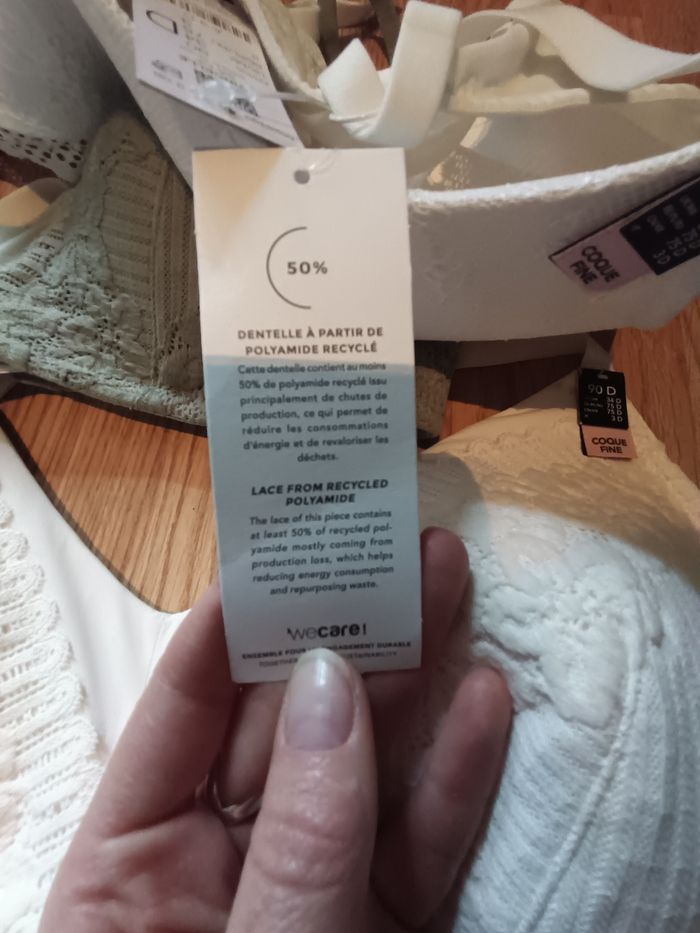 50%
DENTELLE À PARTIR DE
POLYAMIDE RECYCLÉ
Cette dentelle contient au moins
50% de polyamide recyclé issu
principalement de chutes de
production, ce qui permet de
réduire les consommations
d'énergie et de revaloriser les
déchets.
LACE FROM RECYCLED
POLYAMIDE
The lace of this piece contains
at least 50% of recycled pol-
yamide mostly coming from
production loss, which helps
reducing energy consumption
and repurposing waste.
wecare!
ENSEMBLE POUR ENGAGEMENT DURABLE
COQUE
FINE
90 D
COQUE
FINE